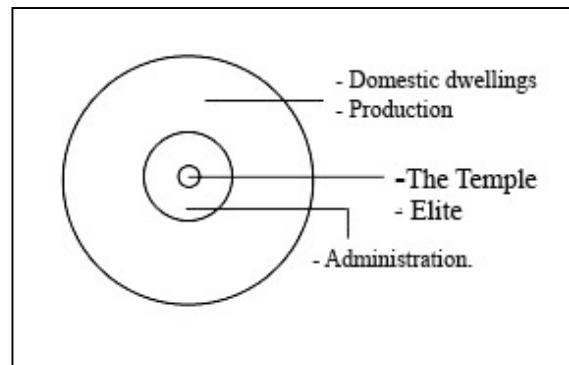 - Domestic dwellings
- Production
-The Temple
- Elite
- Administration.